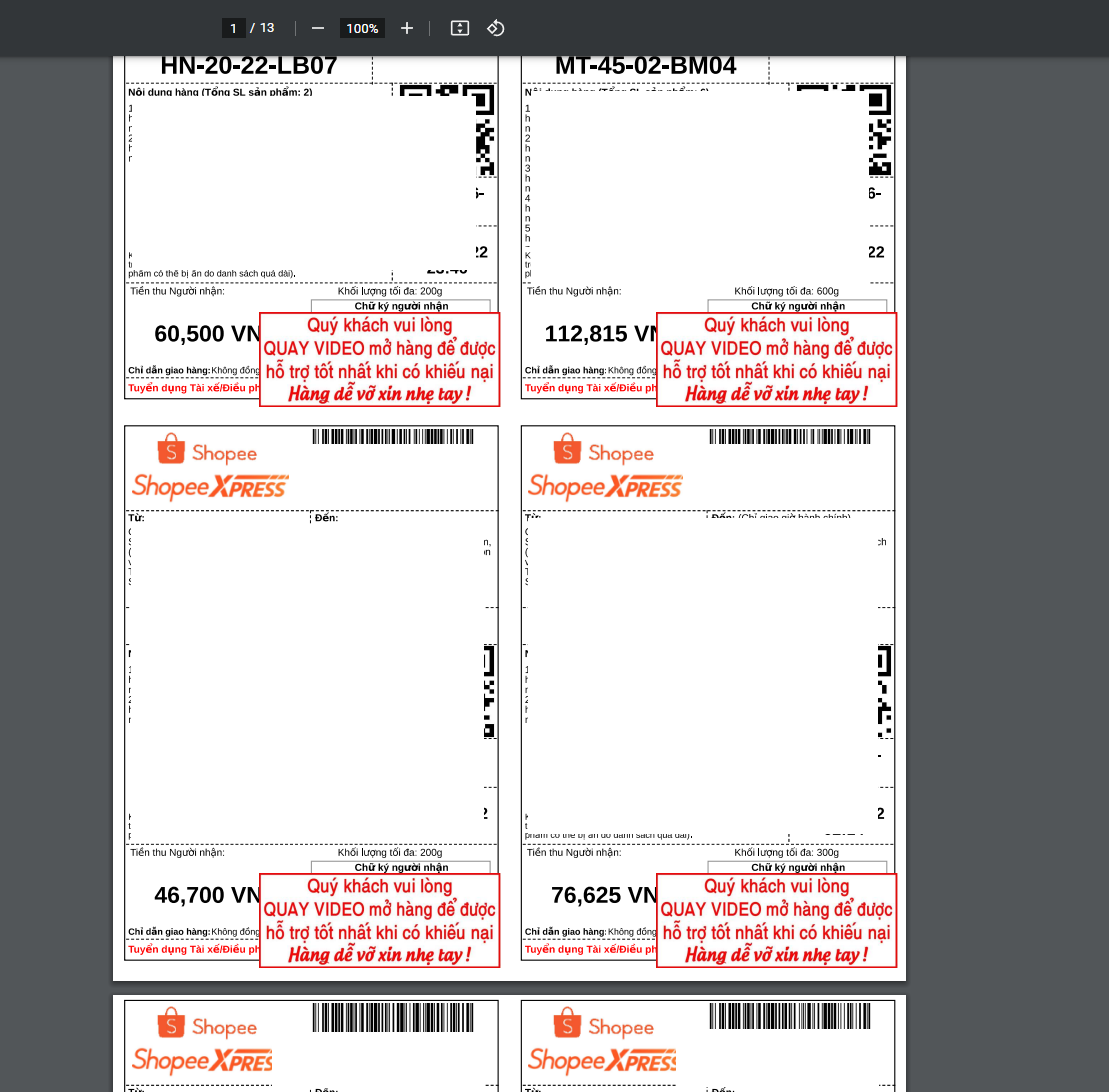 1 / 13
100%
HN-20-22-LB07
MT-45-02-BM04
Nội dung hàng (Tổng SL sản phẩm: 2)
Nội dung hàng (Tổng SL sản phẩm: 6)
phẩm có thể bị ẩn do danh sách quá dài).
Tiền thu Người nhận:
Khối lượng tối đa: 200g
Chữ ký người nhận
60,500 VN
Chỉ dẫn giao hàng: Không đồng
Tuyển dụng Tài xế/Điều ph
Quý khách vui lòng
QUAY VIDEO mở hàng để được
hỗ trợ tốt nhất khi có khiếu nại
Hàng dễ vỡ xin nhẹ tay !
Tiền thu Người nhận:
Khối lượng tối đa: 600g
Chữ ký người nhận
112,815 VN
Chỉ dẫn giao hàng: Không đồng
Tuyển dụng Tài xế/Điều ph
Quý khách vui lòng
QUAY VIDEO mở hàng để được
hỗ trợ tốt nhất khi có khiếu nại
Hàng dễ vỡ xin nhẹ tay !
Shopee
Shopee XPRESS
Từ:
Đến:
Tiền thu Người nhận:
Khối lượng tối đa: 200g
Chữ ký người nhận
46,700 VN
Chỉ dẫn giao hàng: Không đồng
Tuyển dụng Tài xế/Điều ph
Quý khách vui lòng
QUAY VIDEO mở hàng để được
hỗ trợ tốt nhất khi có khiếu nại
Hàng dễ vỡ xin nhẹ tay !
Shopee
Shopee XPRESS
Từ:
Đến: (Chỉ giao giờ hành chính)
phẩm có thể bị ẩn do danh sách quá dài).
Tiền thu Người nhận:
Khối lượng tối đa: 300g
Chữ ký người nhận
76,625 VN
Chỉ dẫn giao hàng: Không đồng
Tuyển dụng Tài xế/Điều ph
Quý khách vui lòng
QUAY VIDEO mở hàng để được
hỗ trợ tốt nhất khi có khiếu nại
Hàng dễ vỡ xin nhẹ tay !
Shopee
Shopee XPRES
Từ:
Đến:
Shopee
Shopee XPRES
Từ:
Đến: